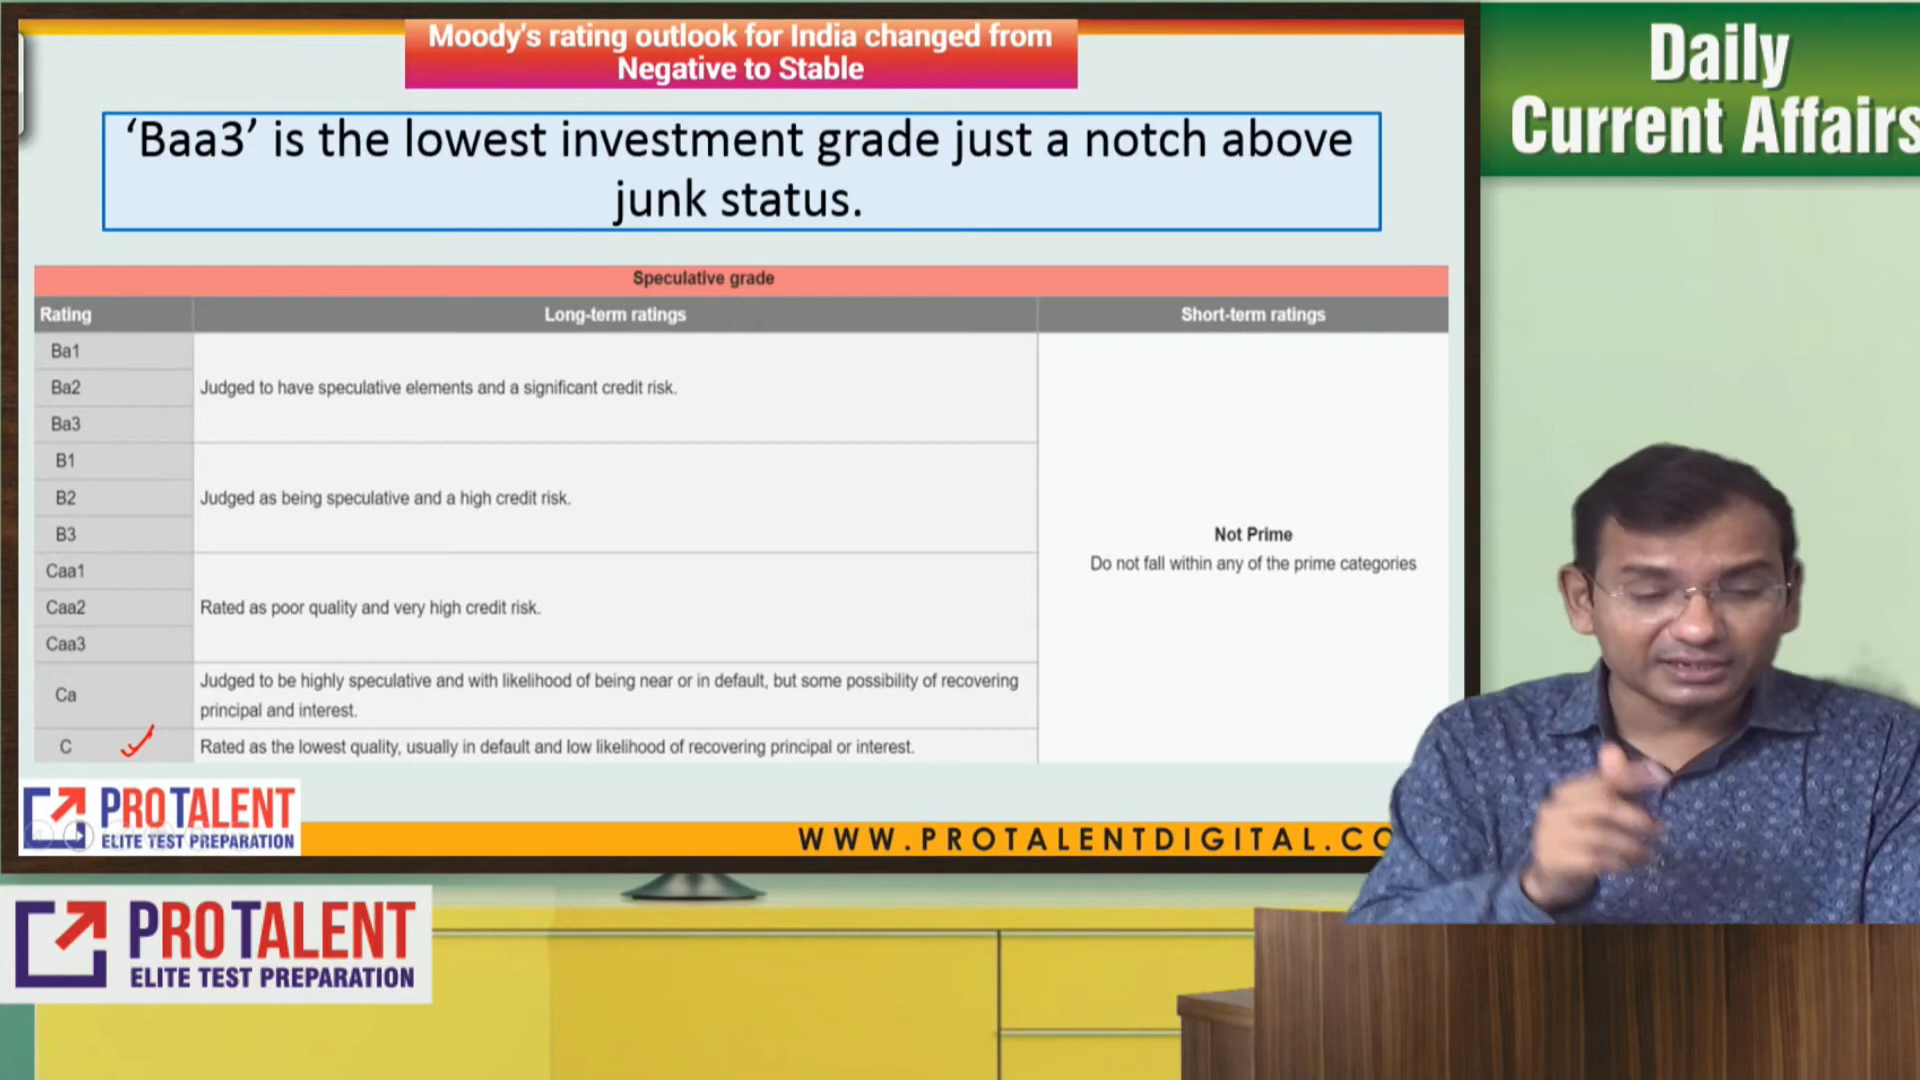 Moody's rating outlook for India changed from
Negative to Stable
Daily
Current Affairs
‘Baa3’ is the lowest investment grade just a notch above
junk status.
Speculative grade
Rating Long-term ratings Short-term ratings
Ba1
Ba2 Judged to have speculative elements and a significant credit risk.
Ba3
B1
B2 Judged as being speculative and a high credit risk.
B3
Not Prime
Do not fall within any of the prime categories
Caa1
Caa2 Rated as poor quality and very high credit risk.
Caa3
Ca Judged to be highly speculative and with likelihood of being near or in default, but some possibility of recovering
principal and interest.
C Rated as the lowest quality, usually in default and low likelihood of recovering principal or interest.
PROTALENT
ELITE TEST PREPARATION
WWW.PROTALENTDIGITAL.CO
PROTALENT
ELITE TEST PREPARATION